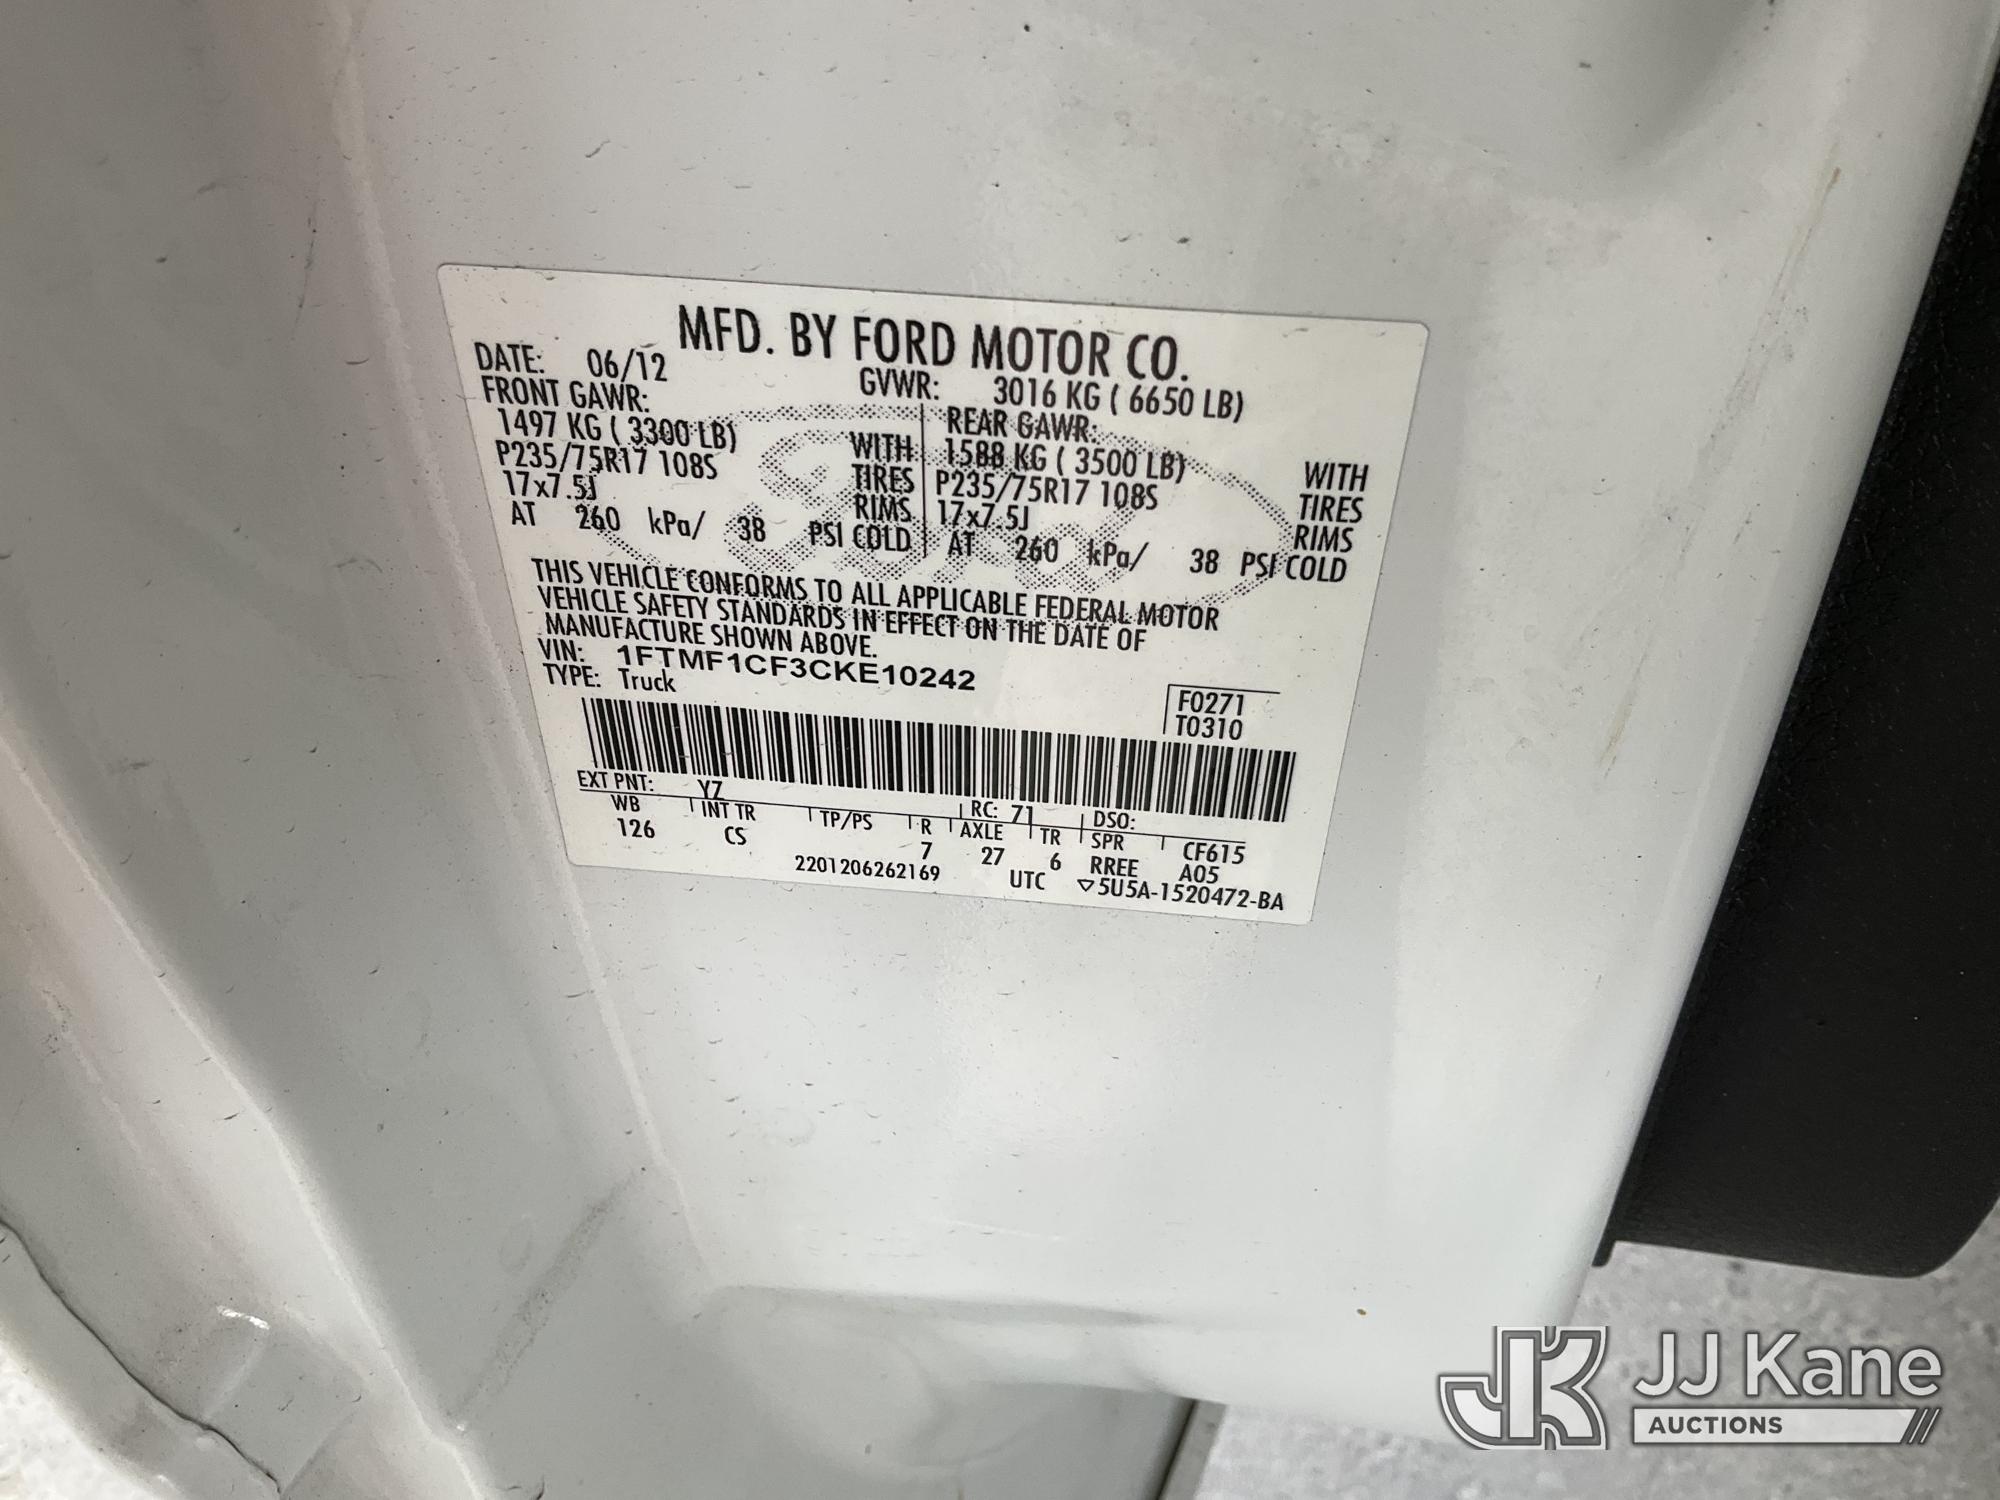 MFD. BY FORD MOTOR CO.
DATE: 06/12 GVWR: 3016 KG ( 6650 LB)
FRONT GAWR: REAR GAWR:
1497 KG ( 3300 LB) WITH 1588 KG ( 3500 LB) WITH
P235/75R17 108S TIRES P235/75R17 108S TIRES
17x7.5J RIMS 17x7.5J RIMS
AT 260 kPa/ 38 PSI COLD AT 260 kPa/ 38 PSI COLD
THIS VEHICLE CONFORMS TO ALL APPLICABLE FEDERAL MOTOR
VEHICLE SAFETY STANDARDS IN EFFECT ON THE DATE OF
MANUFACTURE SHOWN ABOVE.
VIN: 1FTMF1CF3CKE10242
TYPE: Truck
F0271
T0310
EXT PNT: YZ RC: 71 DSO:
WB INT TR TP/PS R AXLE TR SPR CF615
126 CS 7 27 6 RREE A05
2201206262169 UTC ▽5U5A-1520472-BA
Ford
JK JJ Kane
AUCTIONS